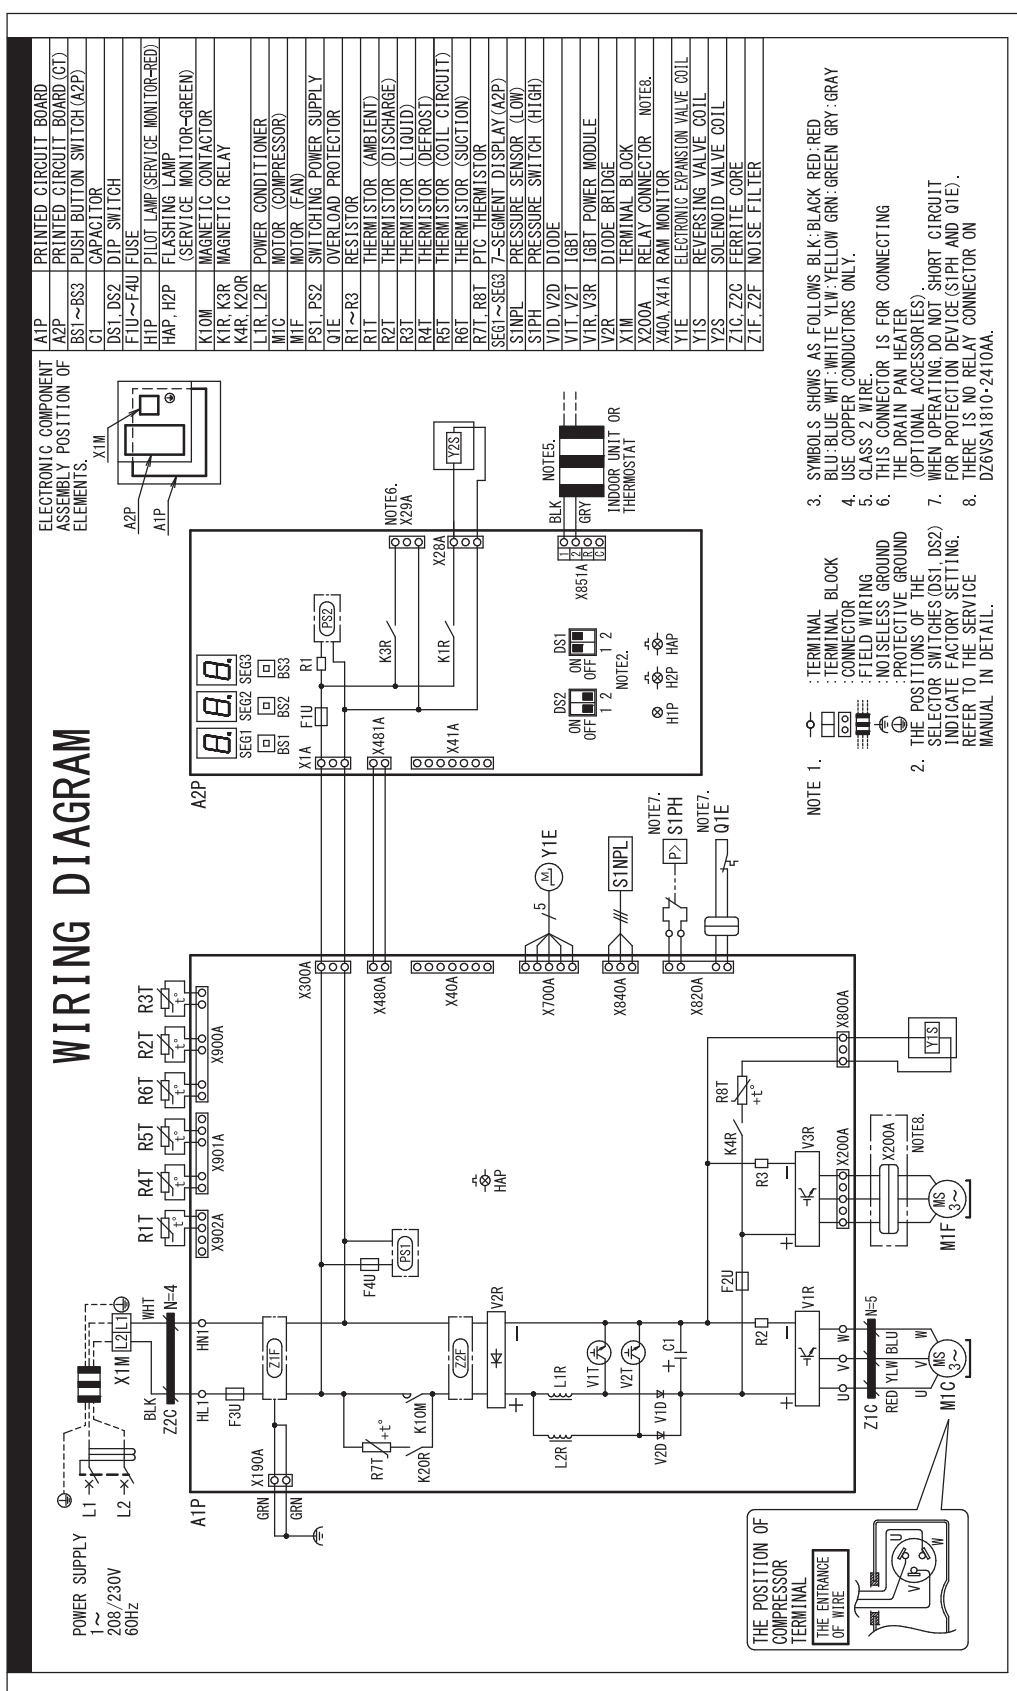 WIRING DIAGRAM
POWER SUPPLY
1~
208/230V
60Hz
L1
L2
X1M
L2 L1
BLK
WHT
Z2C
N=4
HL1
HN1
F3U
Z1F
X190A
GRN
GRN
A1P
R1T
t°
R4T
t°
R5T
t°
R6T
t°
R2T
t°
R3T
t°
X902A
X901A
X900A
HAP
F4U
PS1
R7T
+t°
K10M
K20R
Z2F
V2R
L1R
L2R
V1T
V2T
V1D
V2D
C1
R2
F2U
R3
K4R
R8T
+t°
V1R
V3R
U V W
Z1C
N=5
RED YLW BLU
U V W
MS
3~
M1C
X200A
X200A
NOTE8.
MS
3~
M1F
X800A
Y1S
X300A
X480A
X40A
X700A
X840A
X820A
5
M
Y1E
S1NPL
P>
NOTE7.
S1PH
NOTE7.
Q1E
THE POSITION OF
COMPRESSOR
TERMINAL
THE ENTRANCE
OF WIRE
U
V
W
A2P
SEG1 SEG2 SEG3
BS1 BS2 BS3
X1A
F1U
R1
PS2
X481A
X41A
K3R
K1R
NOTE6.
X29A
X28A
Y2S
DS2
ON
OFF
1 2
DS1
ON
OFF
1 2
NOTE2.
H1P H2P HAP
X851A
1
2
R
C
BLK
GRY
NOTE5.
INDOOR UNIT OR
THERMOSTAT
ELECTRONIC COMPONENT
ASSEMBLY POSITION OF
ELEMENTS.
A2P
X1M
A1P
A1P PRINTED CIRCUIT BOARD
A2P PRINTED CIRCUIT BOARD(CT)
BS1~BS3 PUSH BUTTON SWITCH(A2P)
C1 CAPACITOR
DS1,DS2 DIP SWITCH
F1U~F4U FUSE
H1P PILOT LAMP(SERVICE MONITOR-RED)
HAP,H2P FLASHING LAMP
(SERVICE MONITOR-GREEN)
K10M MAGNETIC CONTACTOR
K1R,K3R MAGNETIC RELAY
K4R,K20R
L1R,L2R POWER CONDITIONER
M1C MOTOR(COMPRESSOR)
M1F MOTOR (FAN)
PS1,PS2 SWITCHING POWER SUPPLY
Q1E OVERLOAD PROTECTOR
R1~R3 RESISTOR
R1T THERMISTOR (AMBIENT)
R2T THERMISTOR (DISCHARGE)
R3T THERMISTOR (LIQUID)
R4T THERMISTOR (DEFROST)
R5T THERMISTOR (COIL CIRCUIT)
R6T THERMISTOR (SUCTION)
R7T,R8T PTC THERMISTOR
SEG1~SEG3 7-SEGMENT DISPLAY(A2P)
S1NPL PRESSURE SENSOR (LOW)
S1PH PRESSURE SWITCH (HIGH)
V1D,V2D DIODE
V1T,V2T IGBT
V1R,V3R IGBT POWER MODULE
V2R DIODE BRIDGE
X1M TERMINAL BLOCK
X200A RELAY CONNECTOR NOTE8.
X40A,X41A RAM MONITOR
Y1E ELECTRONIC EXPANSION VALVE COIL
Y1S REVERSING VALVE COIL
Y2S SOLENOID VALVE COIL
Z1C,Z2C FERRITE CORE
Z1F,Z2F NOISE FILTER
NOTE 1. :TERMINAL
:TERMINAL BLOCK
:CONNECTOR
:FIELD WIRING
:NOISELESS GROUND
:PROTECTIVE GROUND
2. THE POSITIONS OF THE
SELECTOR SWITCHES(DS1,DS2)
INDICATE FACTORY SETTING.
REFER TO THE SERVICE
MANUAL IN DETAIL.
3. SYMBOLS SHOWS AS FOLLOWS BLK:BLACK RED:RED
BLU:BLUE WHT:WHITE YLW:YELLOW GRN:GREEN GRY:GRAY
4. USE COPPER CONDUCTORS ONLY.
5. CLASS 2 WIRE.
6. THIS CONNECTOR IS FOR CONNECTING
THE DRAIN PAN HEATER
(OPTIONAL ACCESSORIES).
7. WHEN OPERATING,DO NOT SHORT CIRCUIT
FOR PROTECTION DEVICE(S1PH AND Q1E).
8. THERE IS NO RELAY CONNECTOR ON
DZ6VSA1810·2410AA.